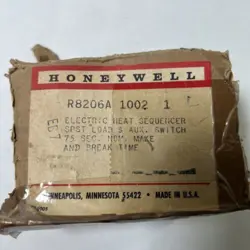 HONEYWELL
R8206A 1002 1
ELECTRIC HEAT SEQUENCER
SPST LOAD & AUX. SWITCH
75 SEC. NOM. MAKE
AND BREAK TIME
MINNEAPOLIS, MINNESOTA 55422 • MADE IN U.S.A.